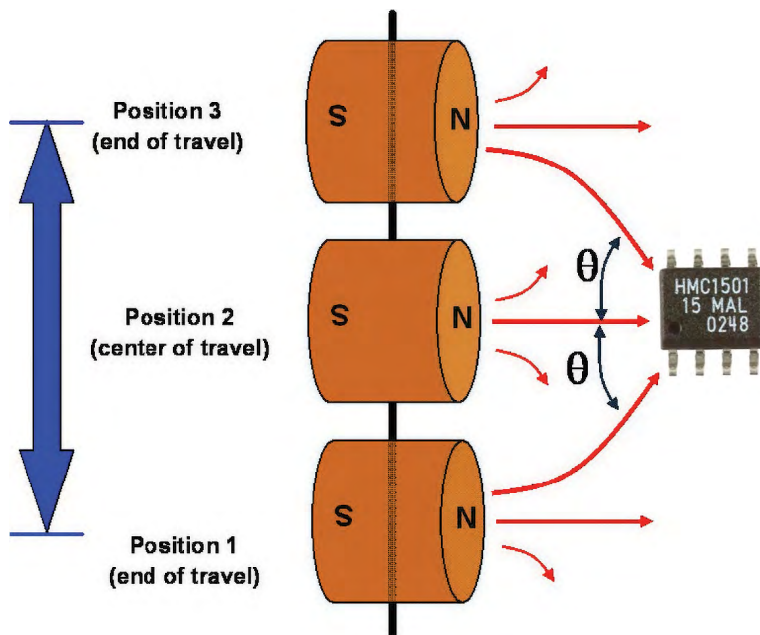 Position 3
(end of travel)
S
N
θ
HMC1501
15 MAL
0248
Position 2
(center of travel)
S
N
θ
Position 1
(end of travel)
S
N